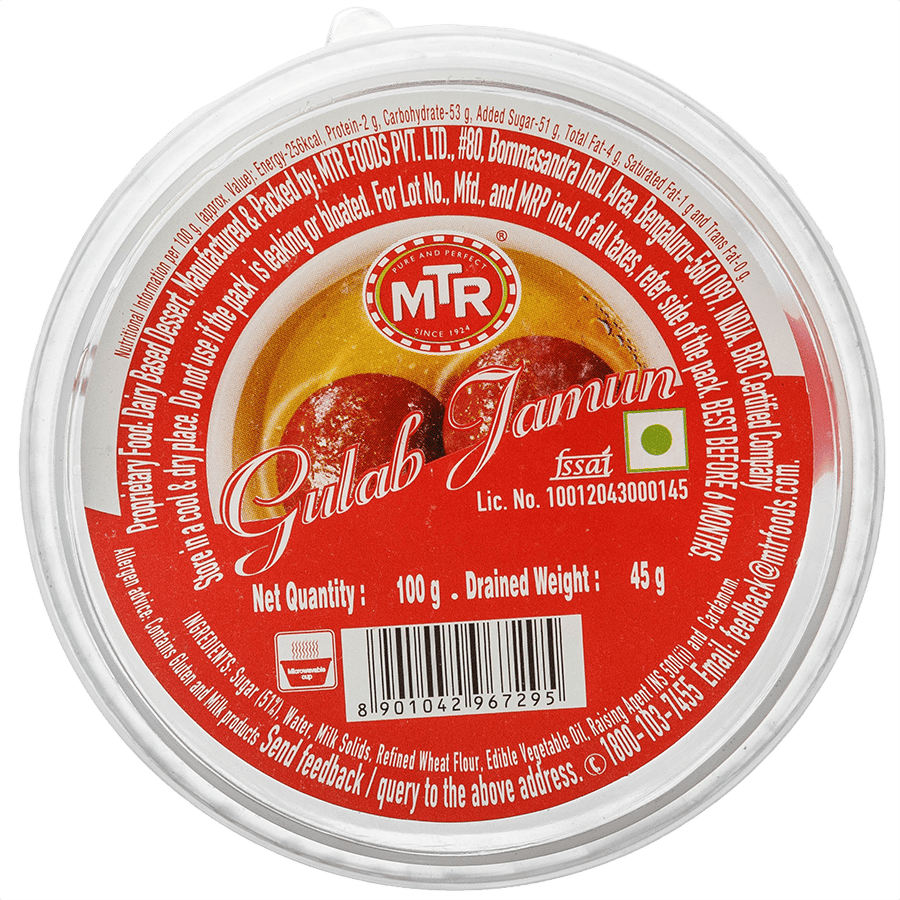 Nutritional Information per 100 g. (approx. Value): Energy-256kcal, Protein-2 g, Carbohydrate-53 g, Added Sugar-51 g, Total Fat-4 g, Saturated Fat-1 g and Trans Fat-0 g.
Proprietary Food: Dairy Based Dessert. Manufactured & Packed by: MTR FOODS PVT. LTD., #80, Bommasandra Indl. Area, Bengaluru-560 099, INDIA. BRC Certified Company
Store in a cool & dry place. Do not use if the pack is leaking or bloated. For Lot No., Mfd., and MRP incl. of all taxes, refer side of the pack. BEST BEFORE 6 MONTHS
PURE AND PERFECT
MTR
®
SINCE 1924
Gulab Jamun
fssai
Lic. No. 10012043000145
Net Quantity : 100 g . Drained Weight : 45 g
Microwavable
cup
8 901042 967295
INGREDIENTS: Sugar (51%), Water, Milk Solids, Refined Wheat Flour, Edible Vegetable Oil, Raising Agent INS 500(ii) and Cardamon.
Allergen advice: Contains Gluten and Milk products
Send feedback / query to the above address. 1800-103-7455 Email: feedback@mtrfoods.com.